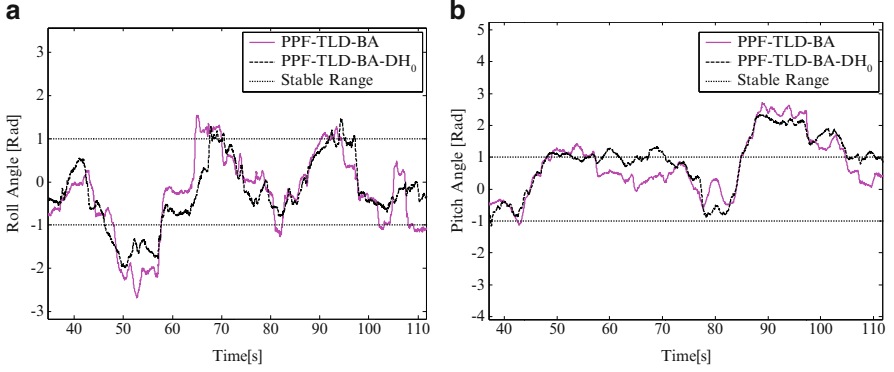 a
PPF-TLD-BA
PPF-TLD-BA-DH0
Stable Range
Roll Angle [Rad]
3
2
1
0
-1
-2
-3
40 50 60 70 80 90 100 110
Time[s]
b
PPF-TLD-BA
PPF-TLD-BA-DH0
Stable Range
Pitch Angle [Rad]
5
4
3
2
1
0
-1
-2
-3
-4
40 50 60 70 80 90 100 110
Time[s]